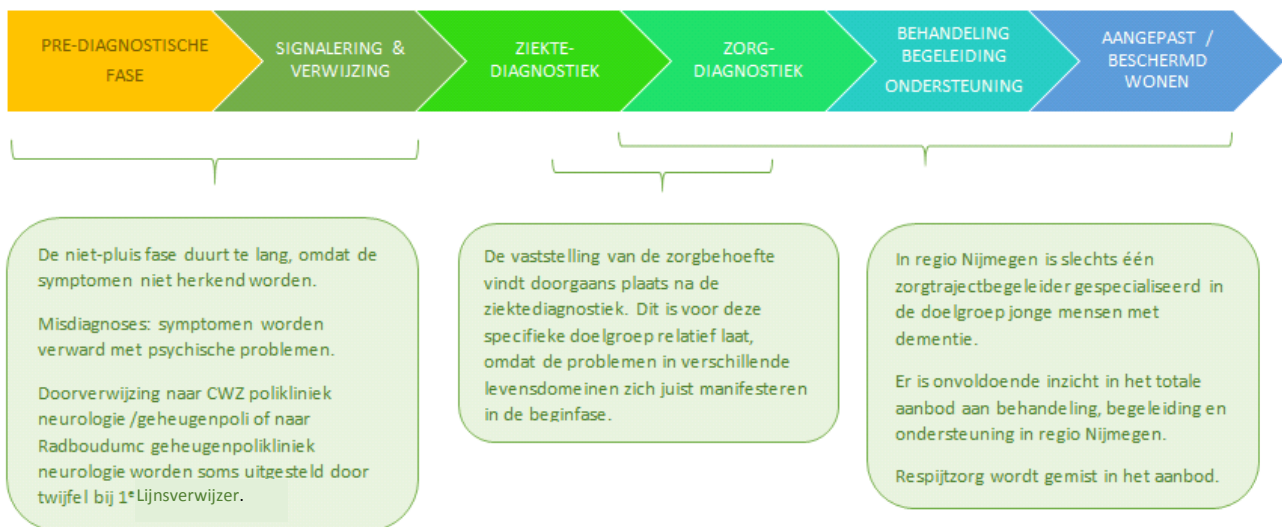 PRE-DIAGNOSTISCHE
FASE
SIGNALERING &
VERWIJZING
ZIEKTE-
DIAGNOSTIEK
ZORG-
DIAGNOSTIEK
BEHANDELING
BEGELEIDING
ONDERSTEUNING
AANGEPAST /
BESCHERMD
WONEN
De niet-pluis fase duurt te lang, omdat de
symptomen niet herkend worden.
Misdiagnoses: symptomen worden
verward met psychische problemen.
Doorverwijzing naar CWZ polikliniek
neurologie /geheugenpoli of naar
Radboudumc geheugenpolikliniek
neurologie worden soms uitgesteld door
twijfel bij 1e Lijnsverwijzer.
De vaststelling van de zorgbehoefte
vindt doorgaans plaats na de
ziektediagnostiek. Dit is voor deze
specifieke doelgroep relatief laat,
omdat de problemen in verschillende
levensdomeinen zich juist manifesteren
in de beginfase.
In regio Nijmegen is slechts één
zorgtrajectbegeleider gespecialiseerd in
de doelgroep jonge mensen met
dementie.
Er is onvoldoende inzicht in het totale
aanbod aan behandeling, begeleiding en
ondersteuning in regio Nijmegen.
Respijtzorg wordt gemist in het aanbod.